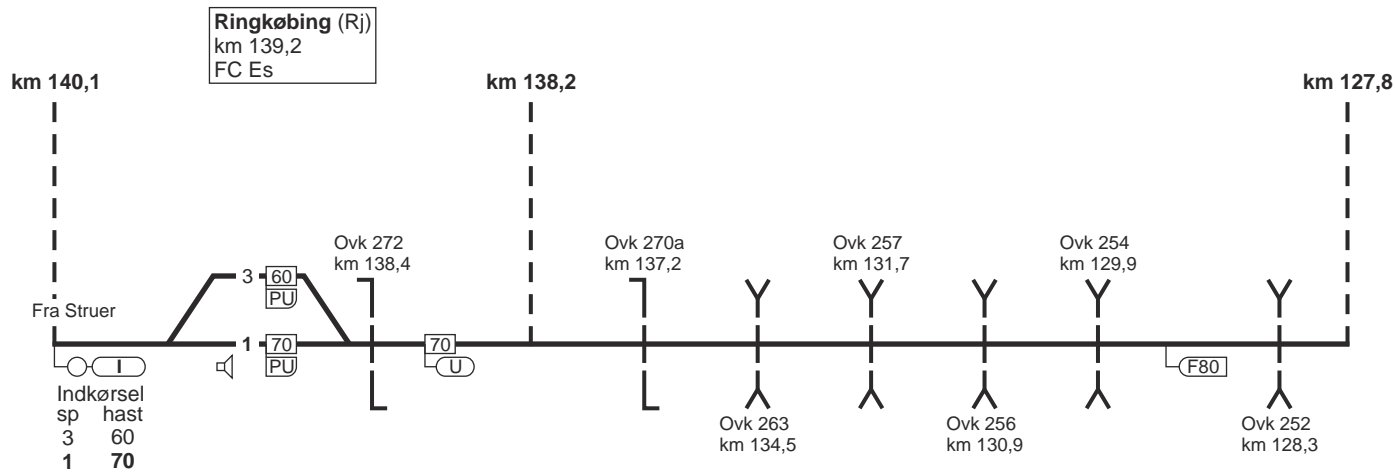 Ringkøbing (Rj)
km 139,2
FC Es
km 140,1
km 138,2
km 127,8
Ovk 272
km 138,4
Ovk 270a
km 137,2
Ovk 257
km 131,7
Ovk 254
km 129,9
3 60
PU
Fra Struer
1 70
PU
70
U
I
F80
Indkørsel
sp hast
3 60
1 70
Ovk 263
km 134,5
Ovk 256
km 130,9
Ovk 252
km 128,3